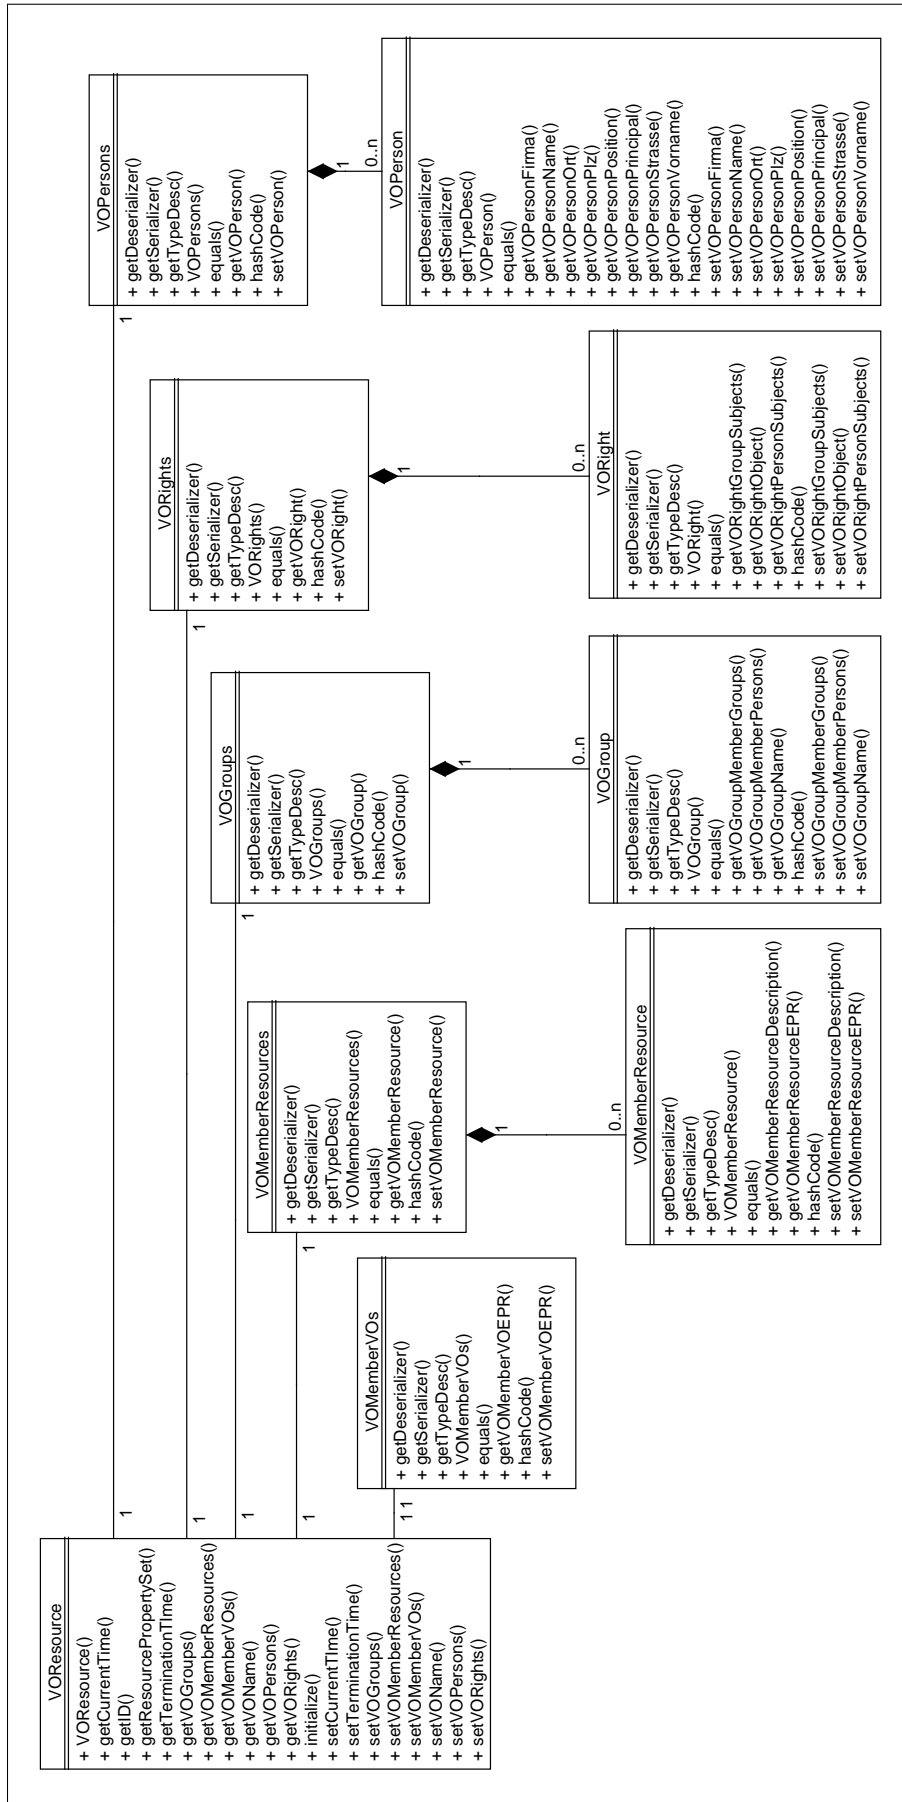 VOResource
+ VOResource()
+ getCurrentTime()
+ getID()
+ getResourcePropertySet()
+ getTerminationTIme()
+ getVOGroups()
+ getVOMemberResources()
+ getVOMemberVOs()
+ getVOName()
+ getVOPersons()
+ getVORights()
+ initialize()
+ setCurrentTIme()
+ setTerminationTime()
+ setVOGroups()
+ setVOMemberResources()
+ setVOMemberVOs()
+ setVOName()
+ setVOPersons()
+ setVORights()
1
1
1
1
1
1
VOMemberVOs
+ getDeserializer()
+ getSerializer()
+ getTypeDesc()
+ VOMemberVOs()
+ equals()
+ getVOMemberVOEPR()
+ hashCode()
+ setVOMemberVOEPR()
1
VOMemberResources
+ getDeserializer()
+ getSerializer()
+ getTypeDesc()
+ VOMemberResources()
+ equals()
+ getVOMemberResource()
+ hashCode()
+ setVOMemberResource()
1
0..n
VOMemberResource
+ getDeserializer()
+ getSerializer()
+ getTypeDesc()
+ VOMemberResource()
+ equals()
+ getVOMemberResourceDescription()
+ getVOMemberResourceEPR()
+ hashCode()
+ setVOMemberResourceDescription()
+ setVOMemberResourceEPR()
1
VOGroups
+ getDeserializer()
+ getSerializer()
+ getTypeDesc()
+ VOGroups()
+ equals()
+ getVOGroup()
+ hashCode()
+ setVOGroup()
1
0..n
VOGroup
+ getDeserializer()
+ getSerializer()
+ getTypeDesc()
+ VOGroup()
+ equals()
+ getVOGroupMemberGroups()
+ getVOGroupMemberPersons()
+ getVOGroupName()
+ hashCode()
+ setVOGroupMemberGroups()
+ setVOGroupMemberPersons()
+ setVOGroupName()
1
VORights
+ getDeserializer()
+ getSerializer()
+ getTypeDesc()
+ VORights()
+ equals()
+ getVORight()
+ hashCode()
+ setVORight()
1
0..n
VORight
+ getDeserializer()
+ getSerializer()
+ getTypeDesc()
+ VORight()
+ equals()
+ getVORightGroupSubjects()
+ getVORightObject()
+ getVORightPersonSubjects()
+ hashCode()
+ setVORightGroupSubjects()
+ setVORightObject()
+ setVORightPersonSubjects()
1
VOPersons
+ getDeserializer()
+ getSerializer()
+ getTypeDesc()
+ VOPersons()
+ equals()
+ getVOPerson()
+ hashCode()
+ setVOPerson()
1
0..n
VOPerson
+ getDeserializer()
+ getSerializer()
+ getTypeDesc()
+ VOPerson()
+ equals()
+ getVOPersonFirma()
+ getVOPersonName()
+ getVOPersonOrt()
+ getVOPersonPlz()
+ getVOPersonPosition()
+ getVOPersonPrincipal()
+ getVOPersonStrasse()
+ getVOPersonVorname()
+ hashCode()
+ setVOPersonFirma()
+ setVOPersonName()
+ setVOPersonOrt()
+ setVOPersonPlz()
+ setVOPersonPosition()
+ setVOPersonPrincipal()
+ setVOPersonStrasse()
+ setVOPersonVorname()